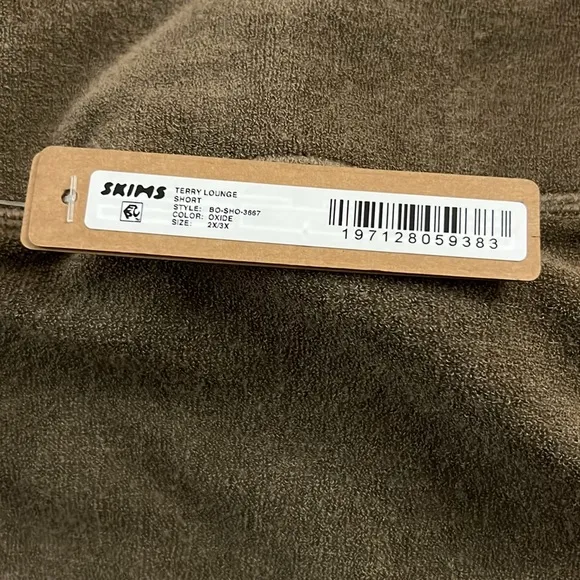 SKIMS
TERRY LOUNGE
SHORT
STYLE: BO-SHO-3667
COLOR: OXIDE
SIZE: 2X/3X
197128059383